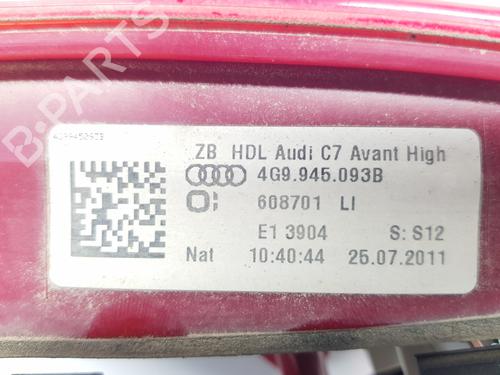 4G9945093B
ZB HDL Audi C7 Avant High
4G9.945.093B
608701 LI
E1 3904 S: S12
Nat 10:40:44 25.07.2011
B-PARTS